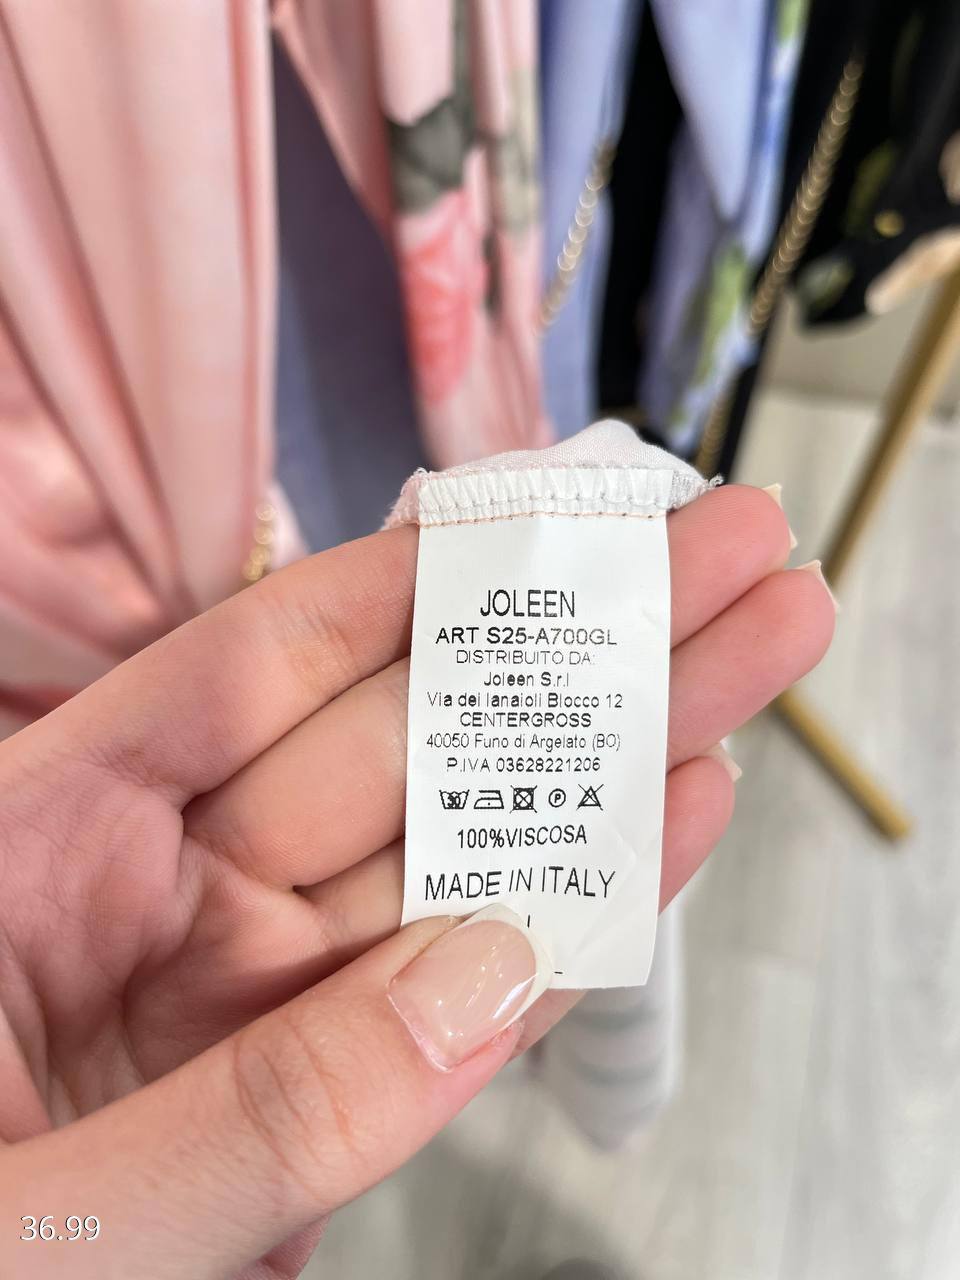 JOLEEN
ART S25-A700GL
DISTRIBUITO DA:
Joleen S.r.l
Via dei lanaioli Blocco 12
CENTERGROSS
40050 Funo di Argelato (BO)
P.IVA 03628221206
30 P
100%VISCOSA
MADE IN ITALY
36.99